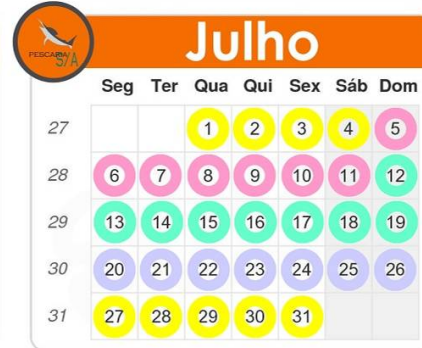 PESCARIA S/A
Julho
Seg Ter Qua Qui Sex Sáb Dom
27 1 2 3 4 5
28 6 7 8 9 10 11 12
29 13 14 15 16 17 18 19
30 20 21 22 23 24 25 26
31 27 28 29 30 31